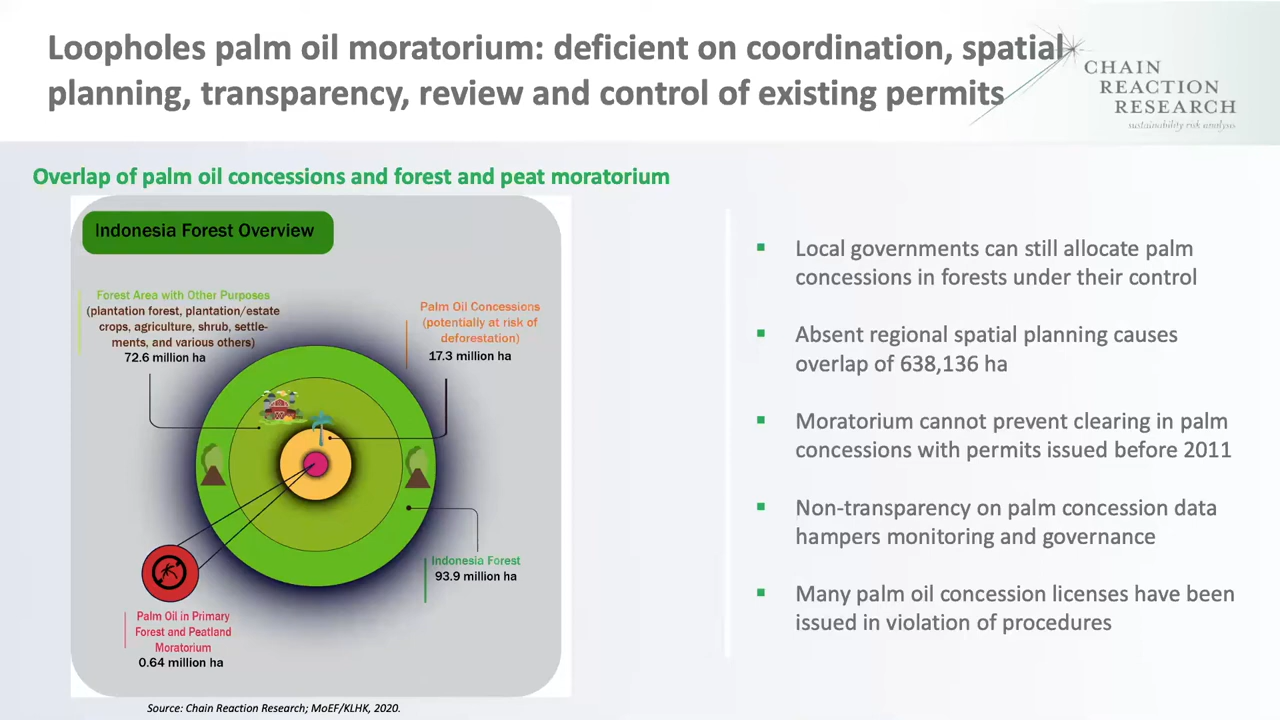 Loopholes palm oil moratorium: deficient on coordination, spatial
planning, transparency, review and control of existing permits
CHAIN
REACTION
RESEARCH
sustainability risk analysis
Overlap of palm oil concessions and forest and peat moratorium
Indonesia Forest Overview
Forest Area with Other Purposes
(plantation forest, plantation/estate
crops, agriculture, shrub, settle-
ments, and various others)
72.6 million ha
Palm Oil Concessions
(potentially at risk of
deforestation)
17.3 million ha
Indonesia Forest
93.9 million ha
Palm Oil in Primary
Forest and Peatland
Moratorium
0.64 million ha
Source: Chain Reaction Research; MoEF/KLHK, 2020.
▪ Local governments can still allocate palm
concessions in forests under their control
▪ Absent regional spatial planning causes
overlap of 638,136 ha
▪ Moratorium cannot prevent clearing in palm
concessions with permits issued before 2011
▪ Non-transparency on palm concession data
hampers monitoring and governance
▪ Many palm oil concession licenses have been
issued in violation of procedures